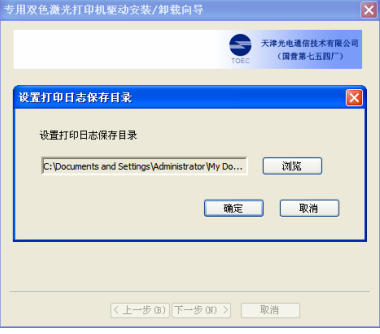 专用双色激光打印机驱动安装/卸载向导
TOEC
天津光电通信技术有限公司
(国营第七五四厂)
设置打印日志保存目录
设置打印日志保存目录
C:\Documents and Settings\Administrator\My Do...
浏览
确定
取消
< 上一步(B)
下一步(N) >
取消